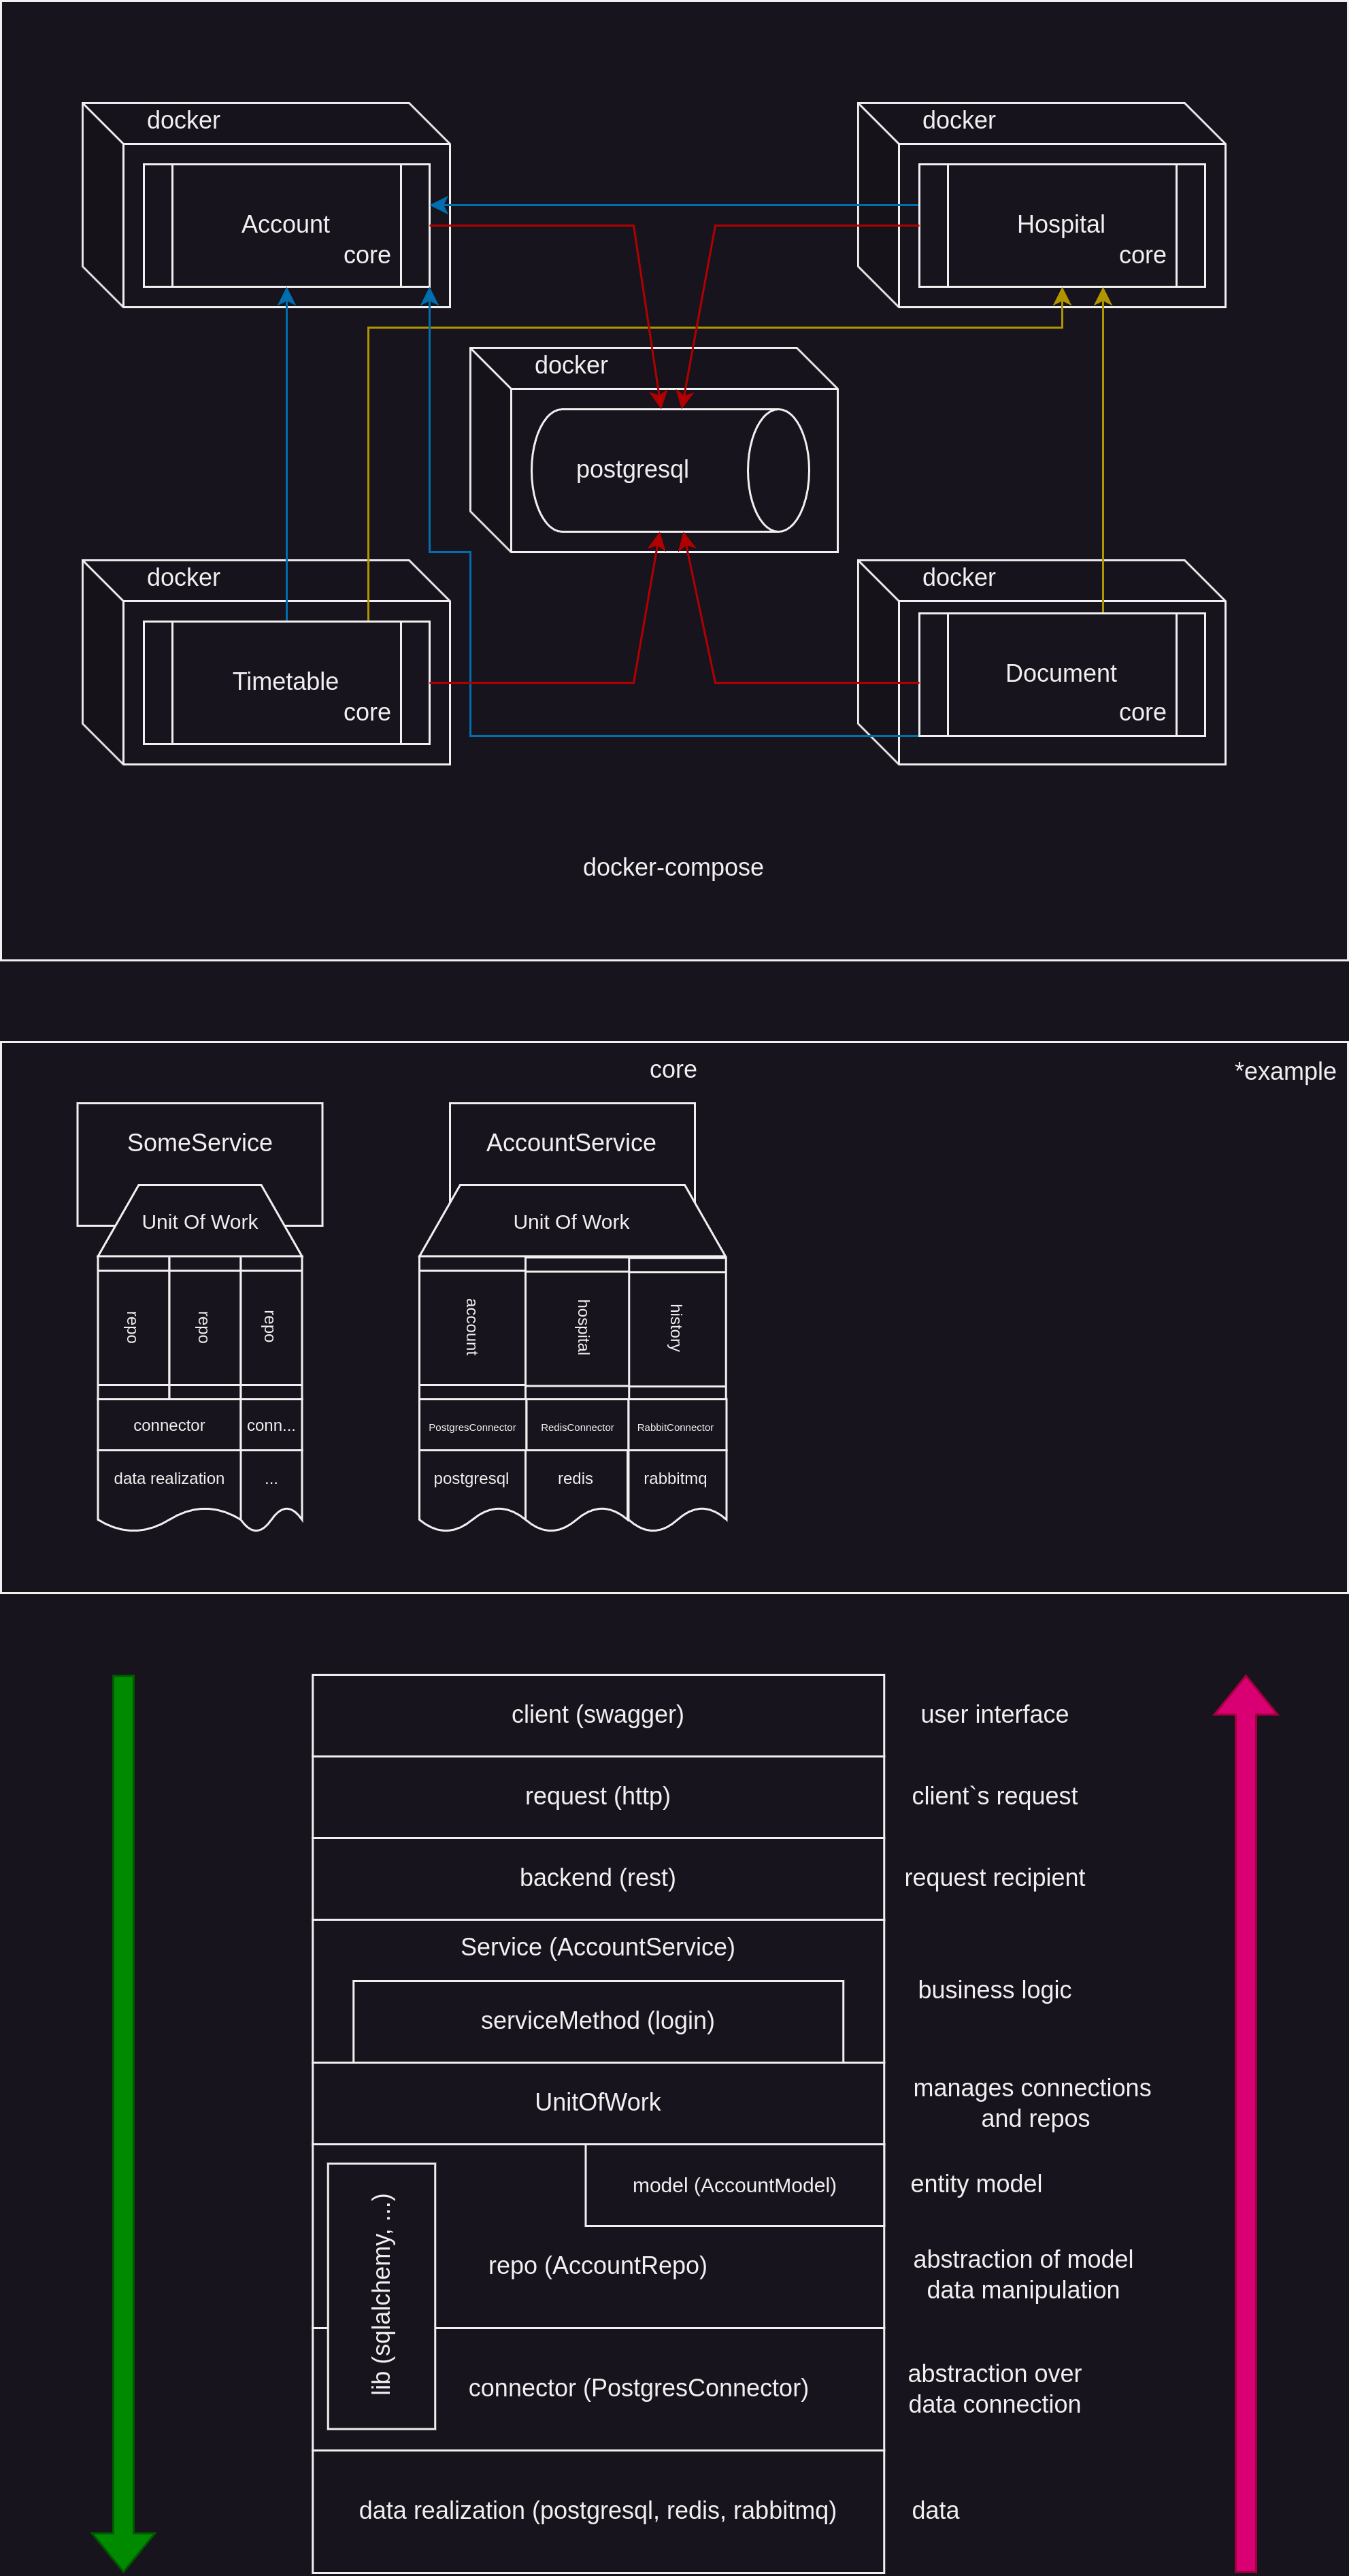 docker
docker
Account
core
Hospital
core
docker
postgresql
docker
docker
Timetable
core
Document
core
docker-compose
core
*example
SomeService
AccountService
Unit Of Work
Unit Of Work
repo
repo
repo
account
hospital
history
connector
conn...
PostgresConnector
RedisConnector
RabbitConnector
data realization
...
postgresql
redis
rabbitmq
client (swagger)
user interface
request (http)
client`s request
backend (rest)
request recipient
Service (AccountService)
business logic
serviceMethod (login)
UnitOfWork
manages connections
and repos
model (AccountModel)
entity model
lib (sqlalchemy, ...)
repo (AccountRepo)
abstraction of model
data manipulation
connector (PostgresConnector)
abstraction over
data connection
data realization (postgresql, redis, rabbitmq)
data